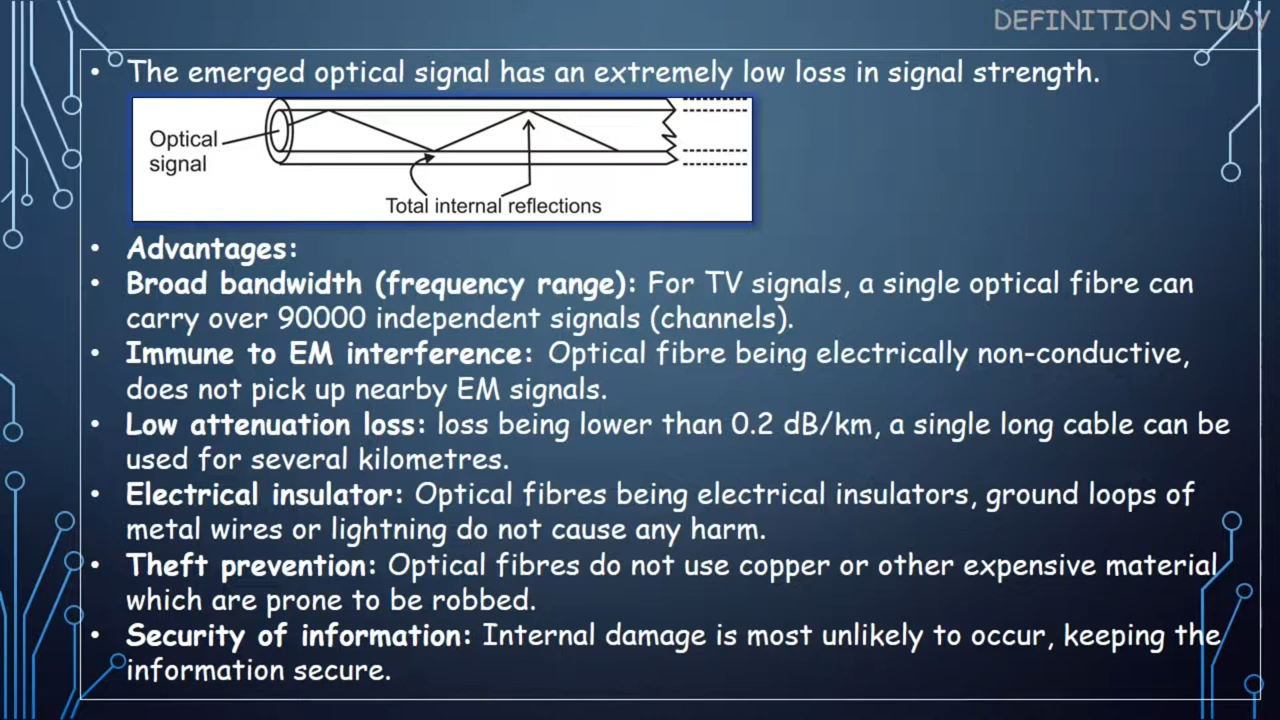 DEFINITION STUDY
• The emerged optical signal has an extremely low loss in signal strength.
Optical
signal
Total internal reflections
• Advantages:
• Broad bandwidth (frequency range): For TV signals, a single optical fibre can
carry over 90000 independent signals (channels).
• Immune to EM interference: Optical fibre being electrically non-conductive,
does not pick up nearby EM signals.
• Low attenuation loss: loss being lower than 0.2 dB/km, a single long cable can be
used for several kilometres.
• Electrical insulator: Optical fibres being electrical insulators, ground loops of
metal wires or lightning do not cause any harm.
• Theft prevention: Optical fibres do not use copper or other expensive material
which are prone to be robbed.
• Security of information: Internal damage is most unlikely to occur, keeping the
information secure.